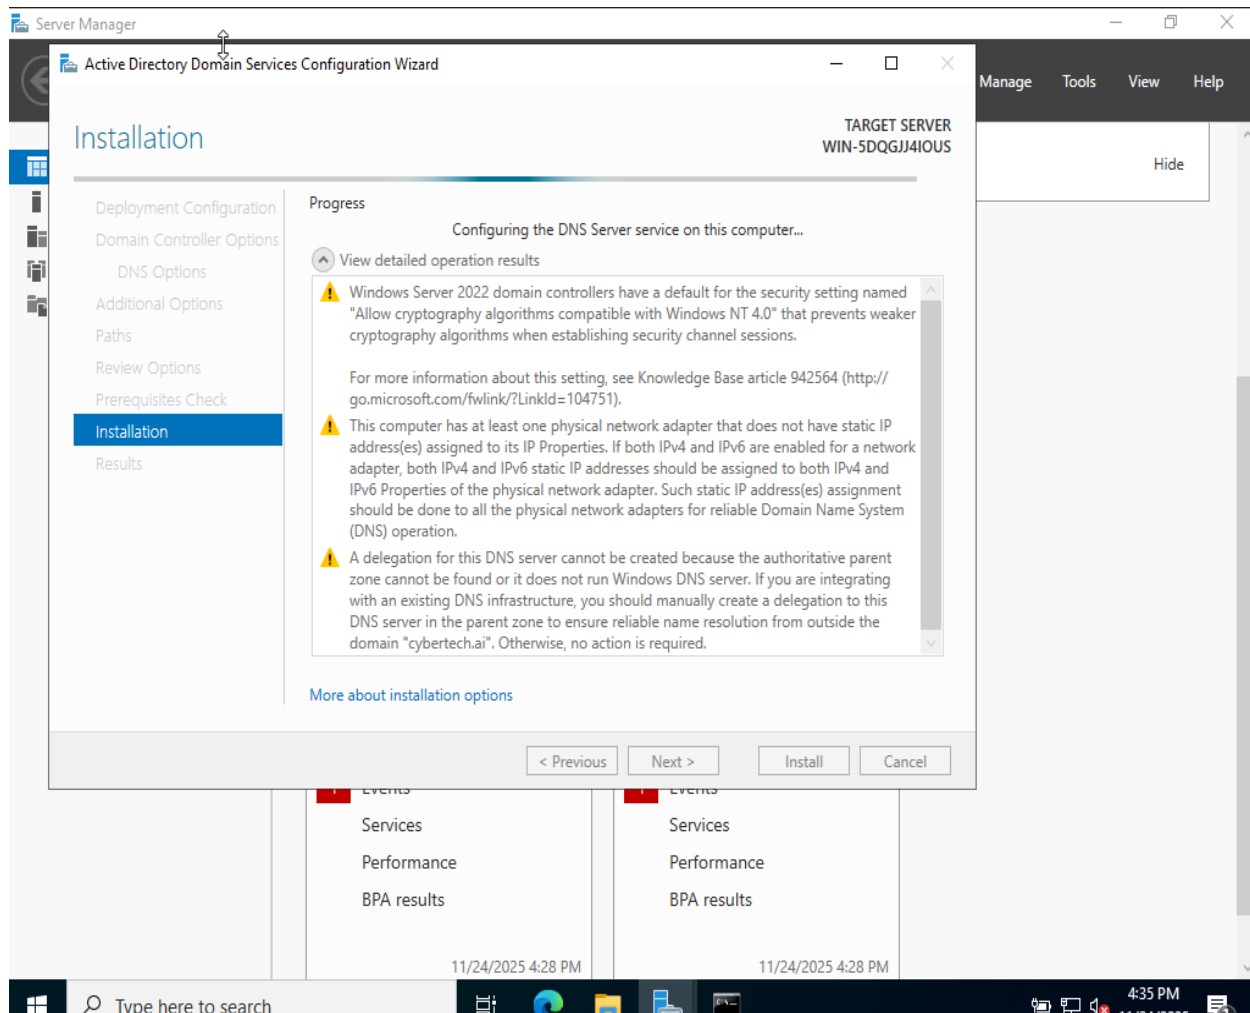 Server Manager
Active Directory Domain Services Configuration Wizard
Manage Tools View Help
Installation
TARGET SERVER
WIN-5DQGJJ4IOUS
Hide
Deployment Configuration
Domain Controller Options
DNS Options
Additional Options
Paths
Review Options
Prerequisites Check
Installation
Results
Progress
Configuring the DNS Server service on this computer...
View detailed operation results
Windows Server 2022 domain controllers have a default for the security setting named
"Allow cryptography algorithms compatible with Windows NT 4.0" that prevents weaker
cryptography algorithms when establishing security channel sessions.
For more information about this setting, see Knowledge Base article 942564 (http://
go.microsoft.com/fwlink/?LinkId=104751).
This computer has at least one physical network adapter that does not have static IP
address(es) assigned to its IP Properties. If both IPv4 and IPv6 are enabled for a network
adapter, both IPv4 and IPv6 static IP addresses should be assigned to both IPv4 and
IPv6 Properties of the physical network adapter. Such static IP address(es) assignment
should be done to all the physical network adapters for reliable Domain Name System
(DNS) operation.
A delegation for this DNS server cannot be created because the authoritative parent
zone cannot be found or it does not run Windows DNS server. If you are integrating
with an existing DNS infrastructure, you should manually create a delegation to this
DNS server in the parent zone to ensure reliable name resolution from outside the
domain "cybertech.ai". Otherwise, no action is required.
More about installation options
< Previous Next > Install Cancel
Events
Services
Performance
BPA results
11/24/2025 4:28 PM
Events
Services
Performance
BPA results
11/24/2025 4:28 PM
Type here to search
4:35 PM